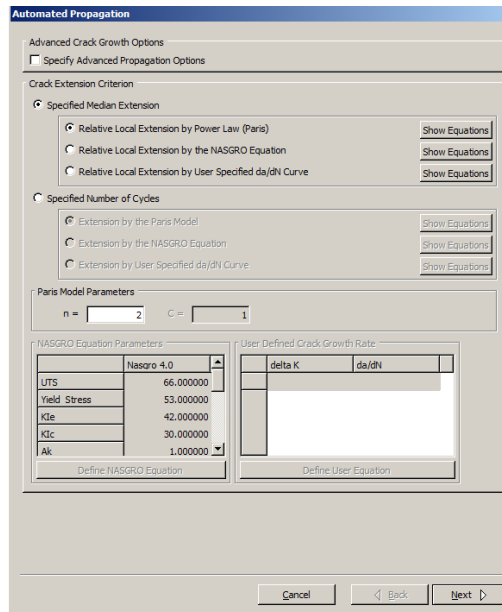 Automated Propagation
Advanced Crack Growth Options
Specify Advanced Propagation Options
Crack Extension Criterion
Specified Median Extension
Relative Local Extension by Power Law (Paris) Show Equations
Relative Local Extension by the NASGRO Equation Show Equations
Relative Local Extension by User Specified da/dN Curve Show Equations
Specified Number of Cycles
Extension by the Paris Model Show Equations
Extension by the NASGRO Equation Show Equations
Extension by User Specified da/dN Curve Show Equations
Paris Model Parameters
n = 2 C = 1
NASGRO Equation Parameters User Defined Crack Growth Rate
Nasgro 4.0 delta K da/dN
UTS 66.000000
Yield Stress 53.000000
KIe 42.000000
KIc 30.000000
Ak 1.000000
Define NASGRO Equation Define User Equation
Cancel Back Next